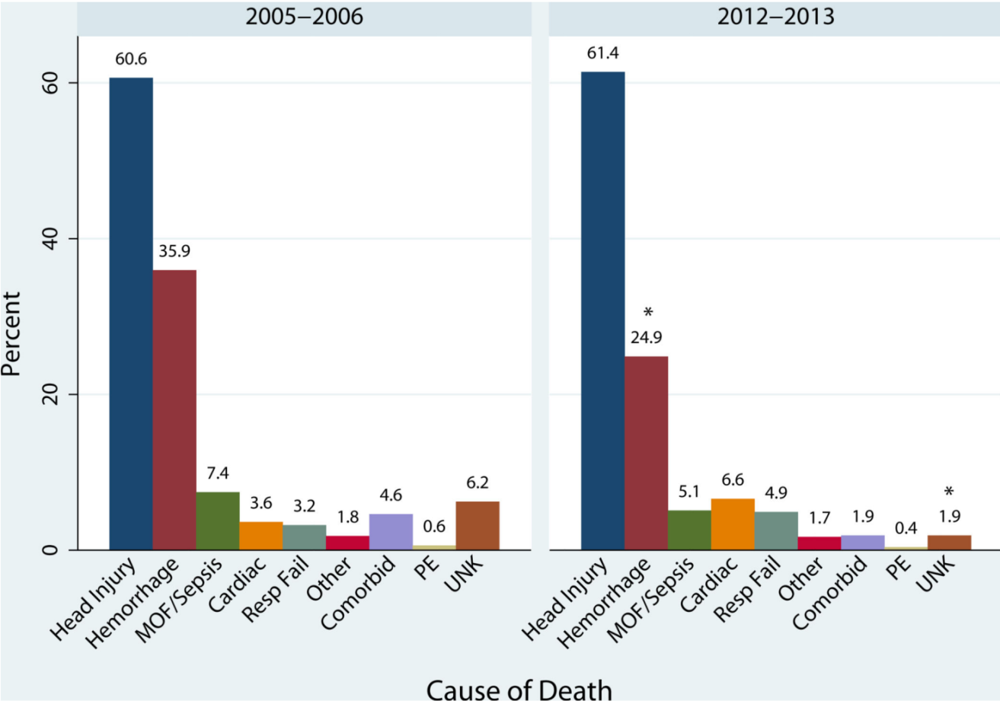 2005–2006
2012–2013
Percent
60
40
20
0
60.6
35.9
7.4
3.6
3.2
1.8
4.6
0.6
6.2
61.4
*
24.9
5.1
6.6
4.9
1.7
1.9
0.4
*
1.9
Head Injury
Hemorrhage
MOF/Sepsis
Cardiac
Resp Fail
Other
Comorbid
PE
UNK
Head Injury
Hemorrhage
MOF/Sepsis
Cardiac
Resp Fail
Other
Comorbid
PE
UNK
Cause of Death